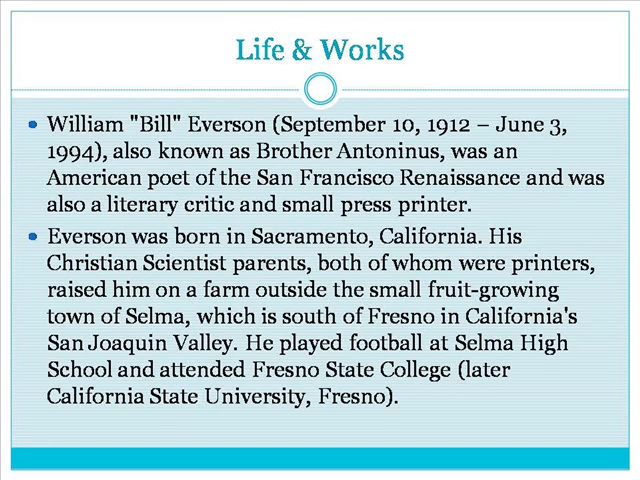 Life & Works
• William "Bill" Everson (September 10, 1912 – June 3,
1994), also known as Brother Antoninus, was an
American poet of the San Francisco Renaissance and was
also a literary critic and small press printer.
• Everson was born in Sacramento, California. His
Christian Scientist parents, both of whom were printers,
raised him on a farm outside the small fruit-growing
town of Selma, which is south of Fresno in California's
San Joaquin Valley. He played football at Selma High
School and attended Fresno State College (later
California State University, Fresno).